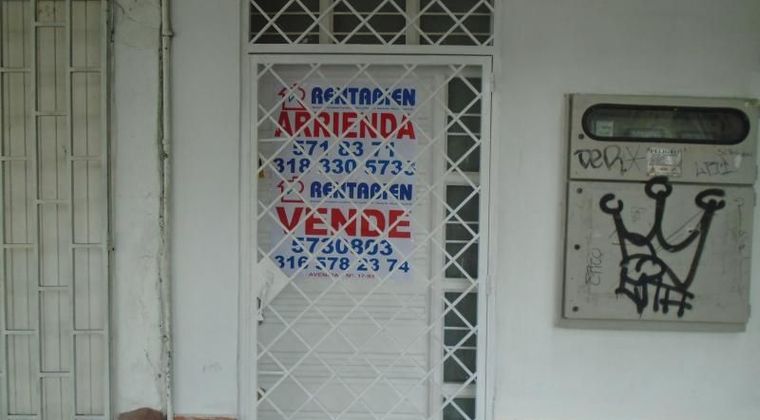 RENTABIEN
ARRIENDA
571 83 71
318 330 5733
RENTABIEN
VENDE
5730803
316 578 23 74